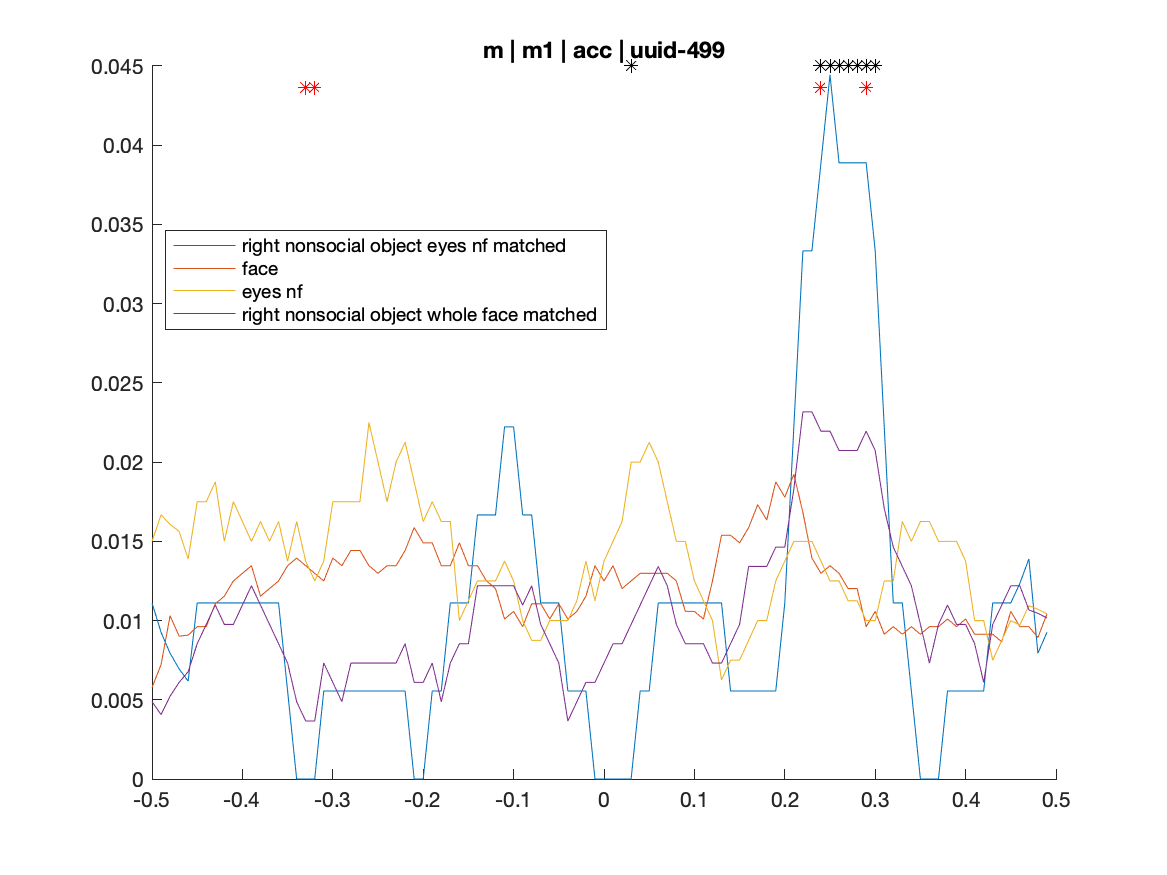 m | m1 | acc | uuid-499
0.045
0.04
0.035
0.03
0.025
0.02
0.015
0.01
0.005
0
right nonsocial object eyes nf matched
face
eyes nf
right nonsocial object whole face matched
-0.5 -0.4 -0.3 -0.2 -0.1 0 0.1 0.2 0.3 0.4 0.5